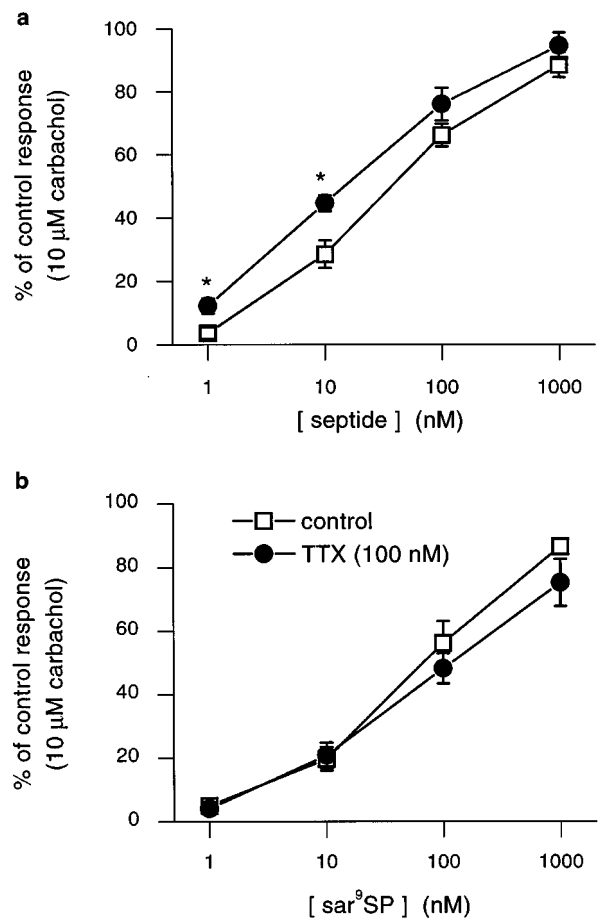 a
% of control response
(10 µM carbachol)
100
80
60
40
20
0
*
*
1
10
100
1000
[ septide ] (nM)
b
% of control response
(10 µM carbachol)
100
80
60
40
20
0
control
TTX (100 nM)
1
10
100
1000
[ sar⁹SP ] (nM)